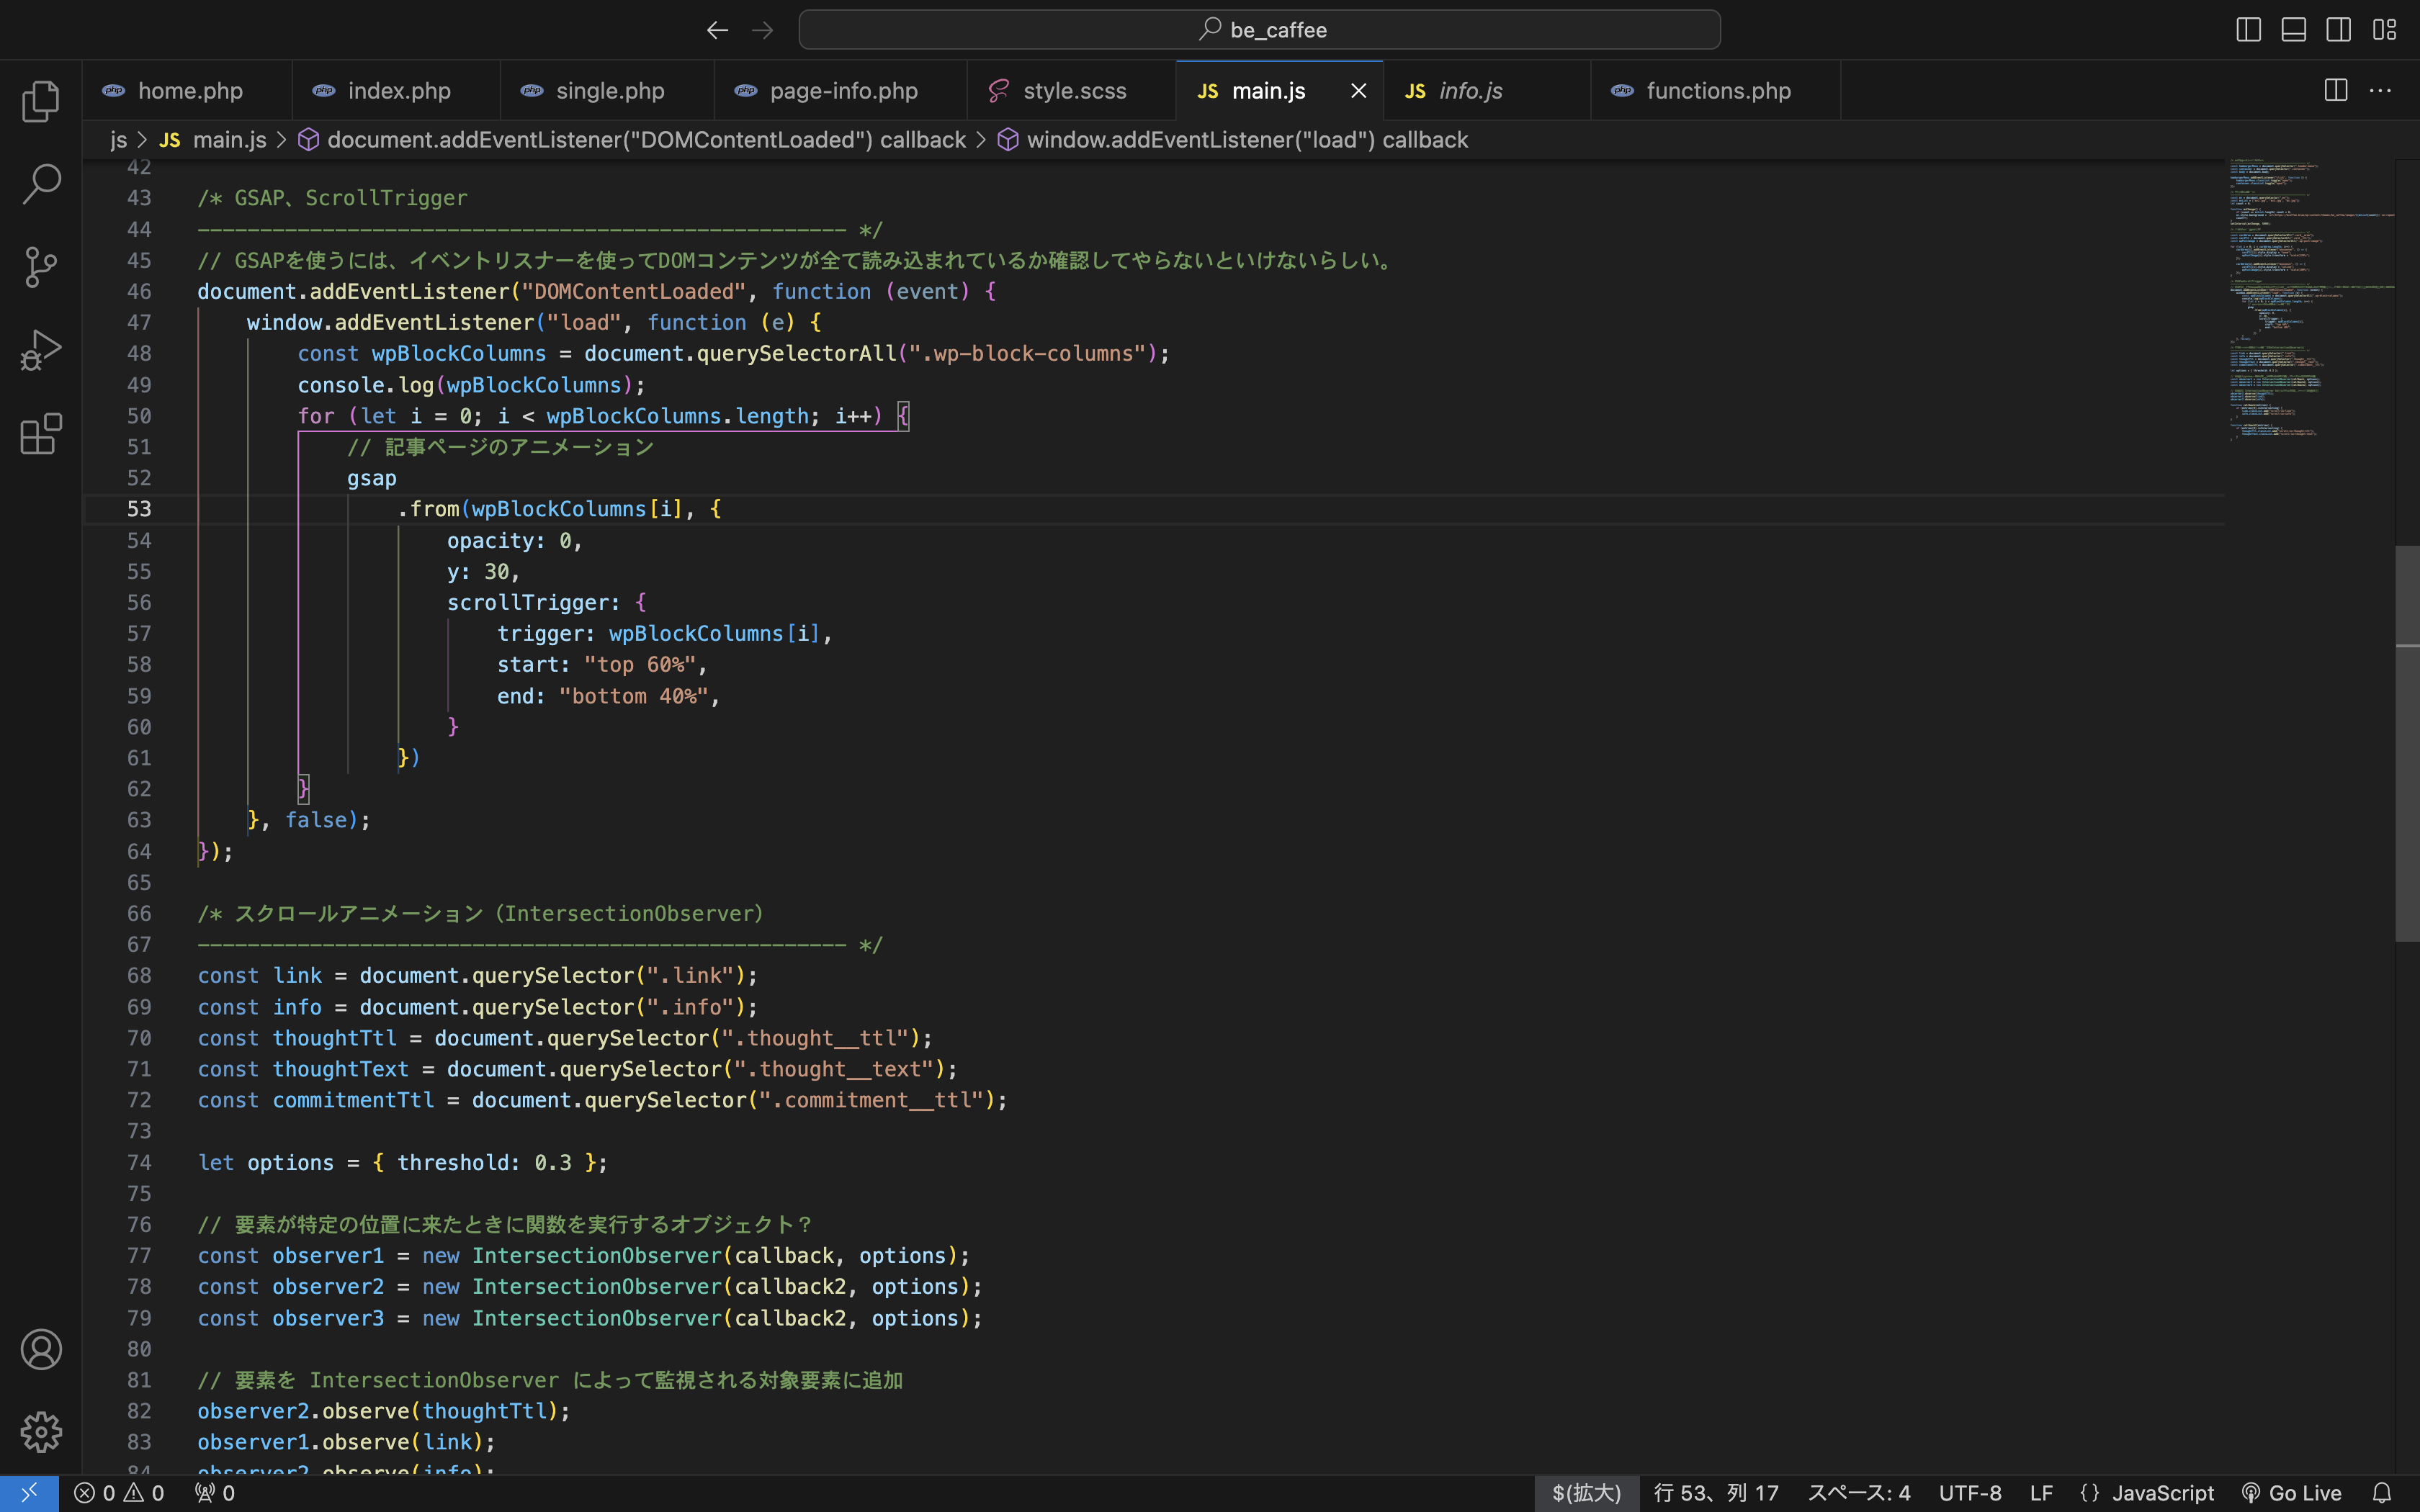 be_caffee
home.php
index.php
single.php
page-info.php
style.scss
JS main.js
JS info.js
functions.php
js > JS main.js > document.addEventListener("DOMContentLoaded") callback > window.addEventListener("load") callback
42
43 /* GSAP、ScrollTrigger
44 ---------------------------------------------------- */
45 // GSAPを使うには、イベントリスナーを使ってDOMコンテンツが全て読み込まれているか確認してやらないといけないらしい。
46 document.addEventListener("DOMContentLoaded", function (event) {
47 window.addEventListener("load", function (e) {
48 const wpBlockColumns = document.querySelectorAll(".wp-block-columns");
49 console.log(wpBlockColumns);
50 for (let i = 0; i < wpBlockColumns.length; i++) {
51 // 記事ページのアニメーション
52 gsap
53 .from(wpBlockColumns[i], {
54 opacity: 0,
55 y: 30,
56 scrollTrigger: {
57 trigger: wpBlockColumns[i],
58 start: "top 60%",
59 end: "bottom 40%",
60 }
61 })
62 }
63 }, false);
64 });
65
66 /* スクロールアニメーション（IntersectionObserver）
67 ---------------------------------------------------- */
68 const link = document.querySelector(".link");
69 const info = document.querySelector(".info");
70 const thoughtTtl = document.querySelector(".thought__ttl");
71 const thoughtText = document.querySelector(".thought__text");
72 const commitmentTtl = document.querySelector(".commitment__ttl");
73
74 let options = { threshold: 0.3 };
75
76 // 要素が特定の位置に来たときに関数を実行するオブジェクト？
77 const observer1 = new IntersectionObserver(callback, options);
78 const observer2 = new IntersectionObserver(callback2, options);
79 const observer3 = new IntersectionObserver(callback2, options);
80
81 // 要素を IntersectionObserver によって監視される対象要素に追加
82 observer2.observe(thoughtTtl);
83 observer1.observe(link);
84 observer2.observe(info);
0 0 0 $(拡大) 行 53、列 17 スペース: 4 UTF-8 LF {} JavaScript Go Live